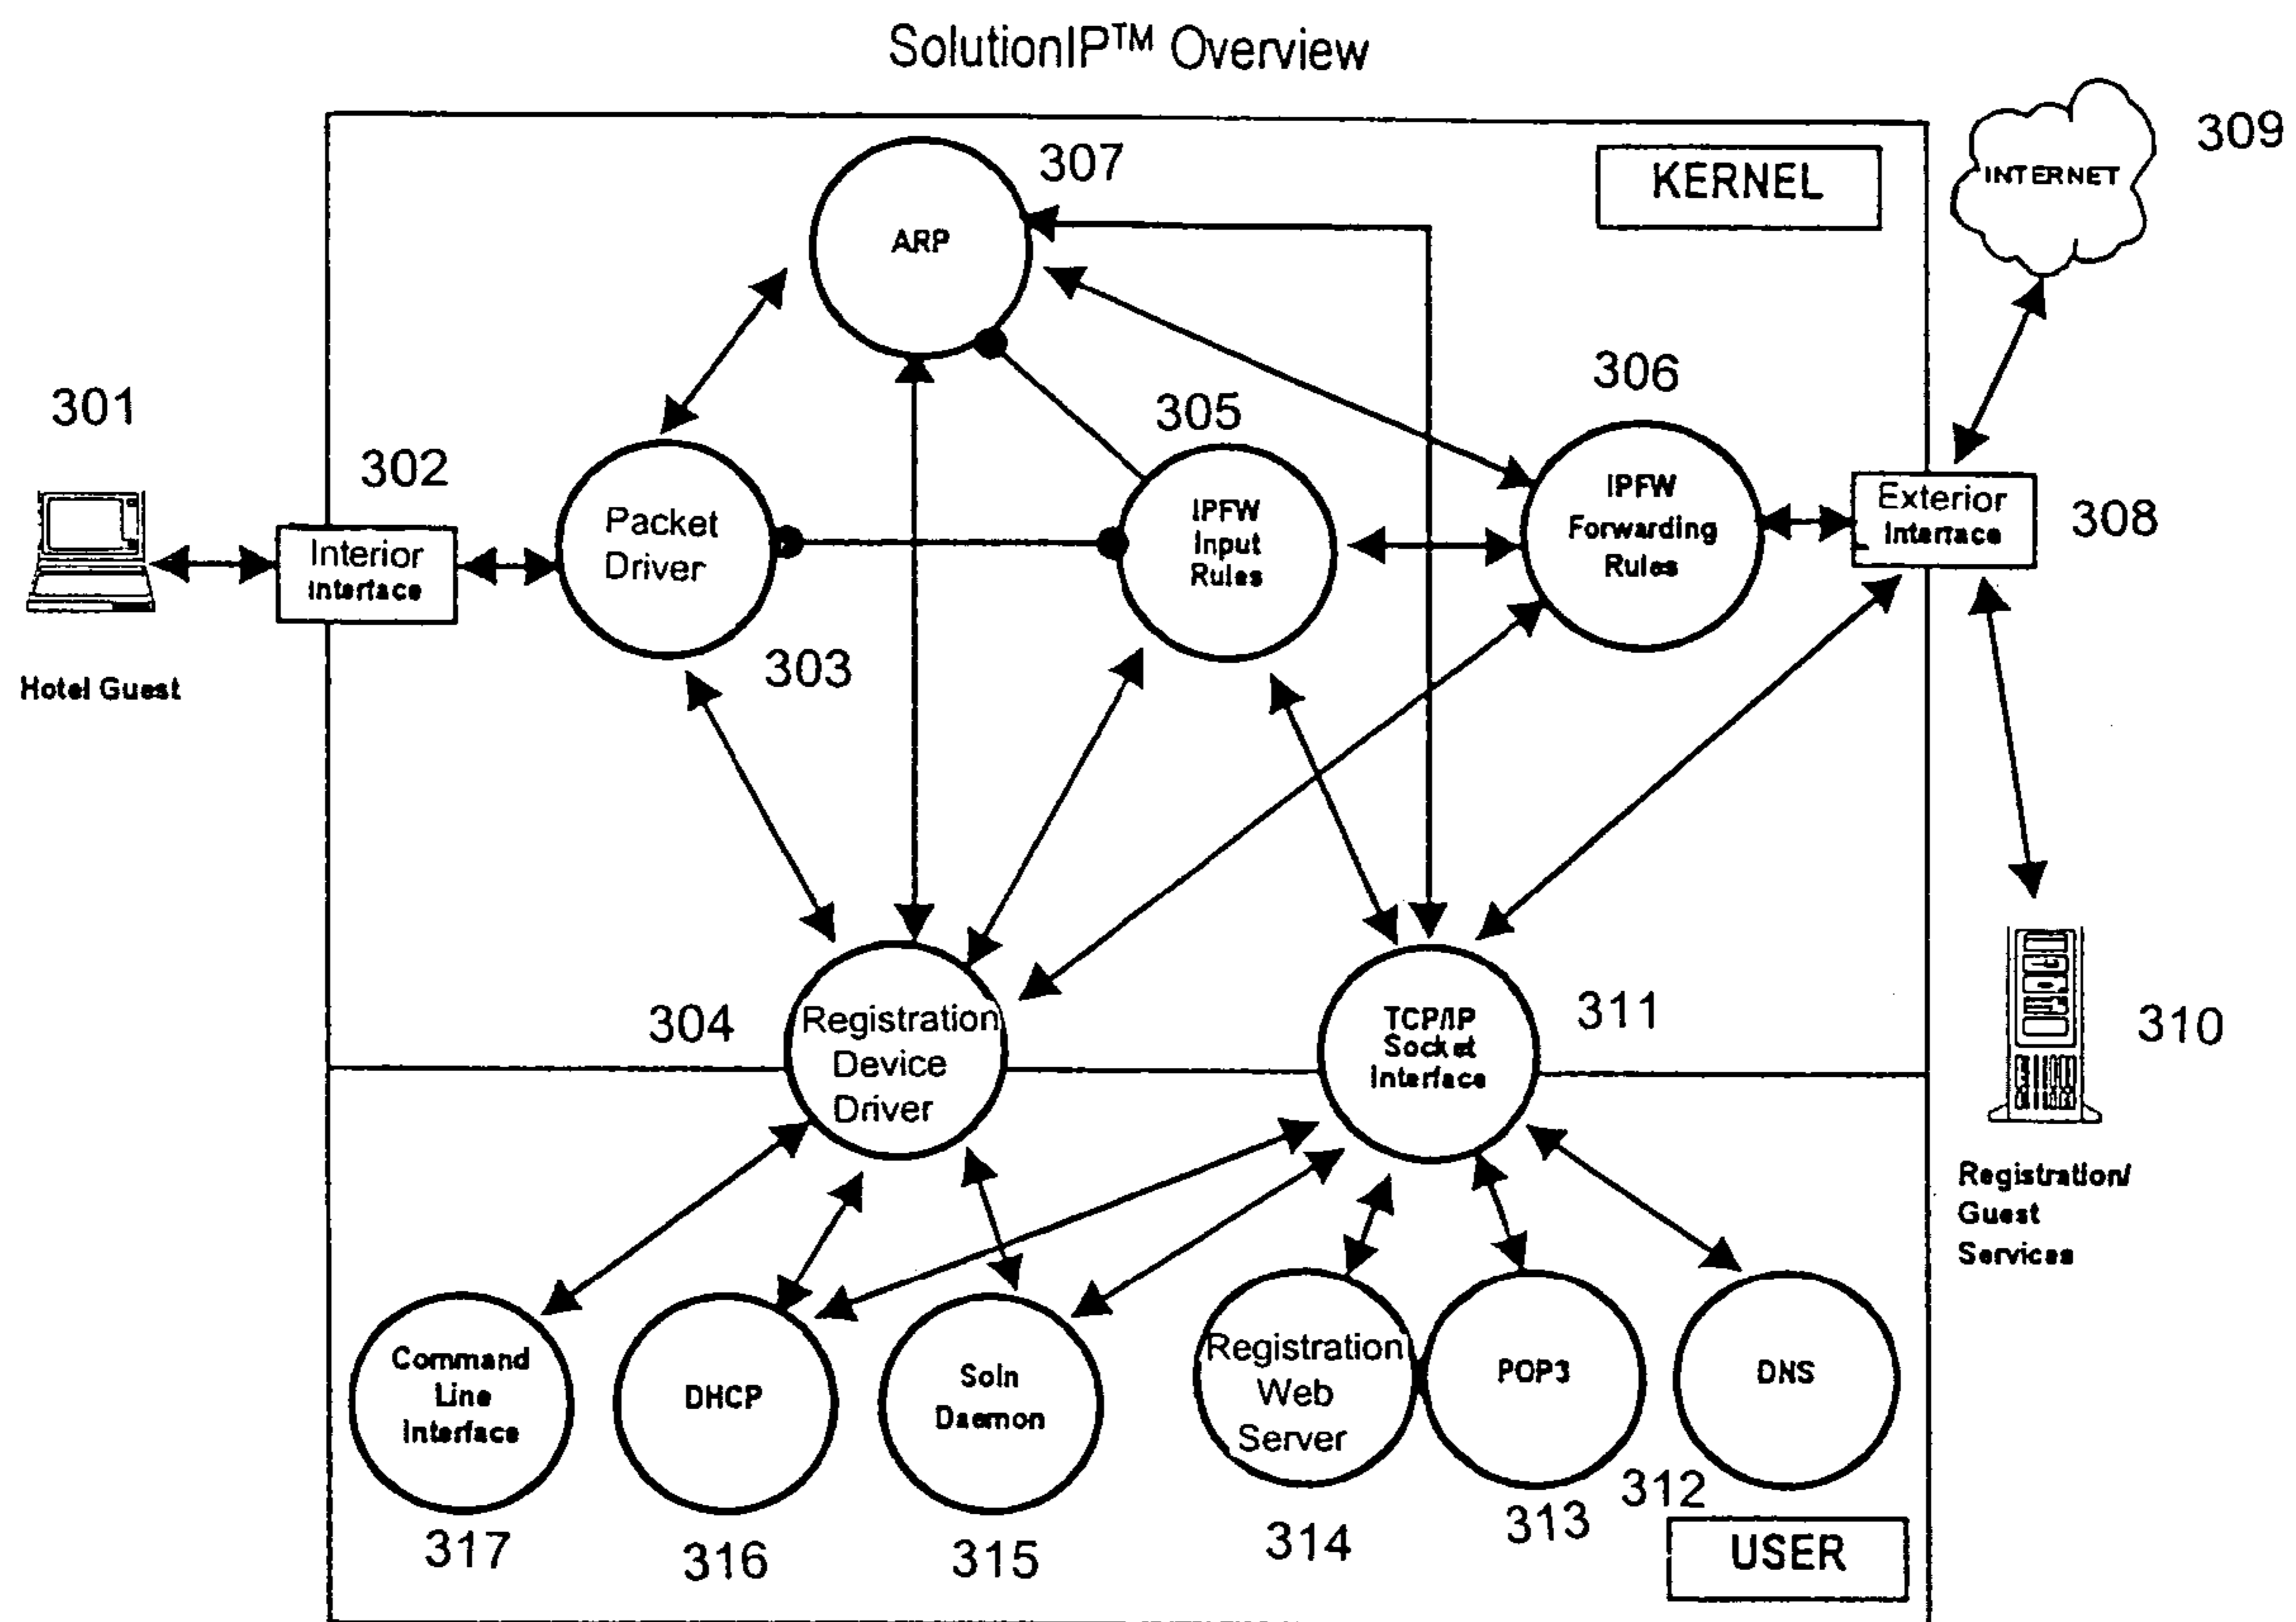 SolutionIP™ Overview
307
KERNEL
309
INTERNET
ARP
301
302
305
306
Hotel Guest
Interior
Interface
Packet
Driver
303
IPFW
Input
Rules
IPFW
Forwarding
Rules
Exterior
Interface
308
304
Registration
Device
Driver
TCP/IP
Socket
Interface
311
310
Registration/
Guest
Services
Command
Line
Interface
DHCP
Soln
Daemon
Registration
Web
Server
POP3
DNS
317
316
315
314
313
312
USER